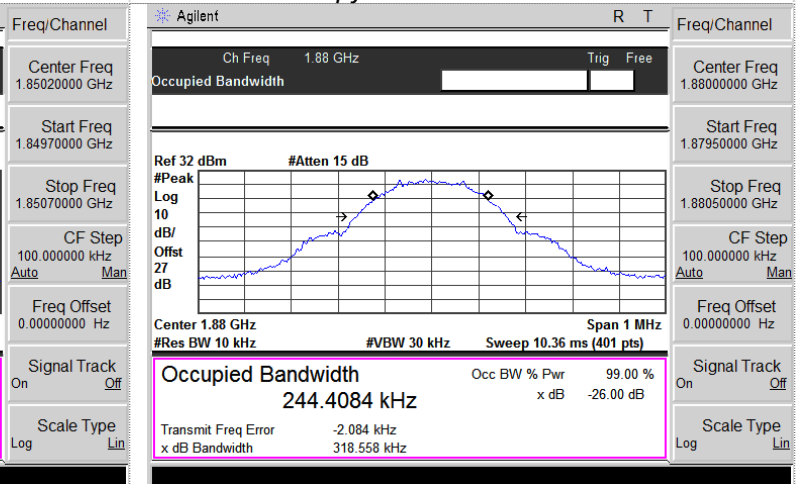 Freq/Channel
Center Freq
1.85020000 GHz
Start Freq
1.84970000 GHz
Stop Freq
1.85070000 GHz
CF Step
100.000000 kHz
Auto Man
Freq Offset
0.00000000 Hz
Signal Track
On Off
Scale Type
Log Lin
Agilent R T
Ch Freq 1.88 GHz Trig Free
Occupied Bandwidth
Ref 32 dBm #Atten 15 dB
#Peak
Log
10
dB/
Offst
27
dB
Center 1.88 GHz Span 1 MHz
#Res BW 10 kHz #VBW 30 kHz Sweep 10.36 ms (401 pts)
Occupied Bandwidth Occ BW % Pwr 99.00 %
244.4084 kHz x dB -26.00 dB
Transmit Freq Error -2.084 kHz
x dB Bandwidth 318.558 kHz
Freq/Channel
Center Freq
1.88000000 GHz
Start Freq
1.87950000 GHz
Stop Freq
1.88050000 GHz
CF Step
100.000000 kHz
Auto Man
Freq Offset
0.00000000 Hz
Signal Track
On Off
Scale Type
Log Lin